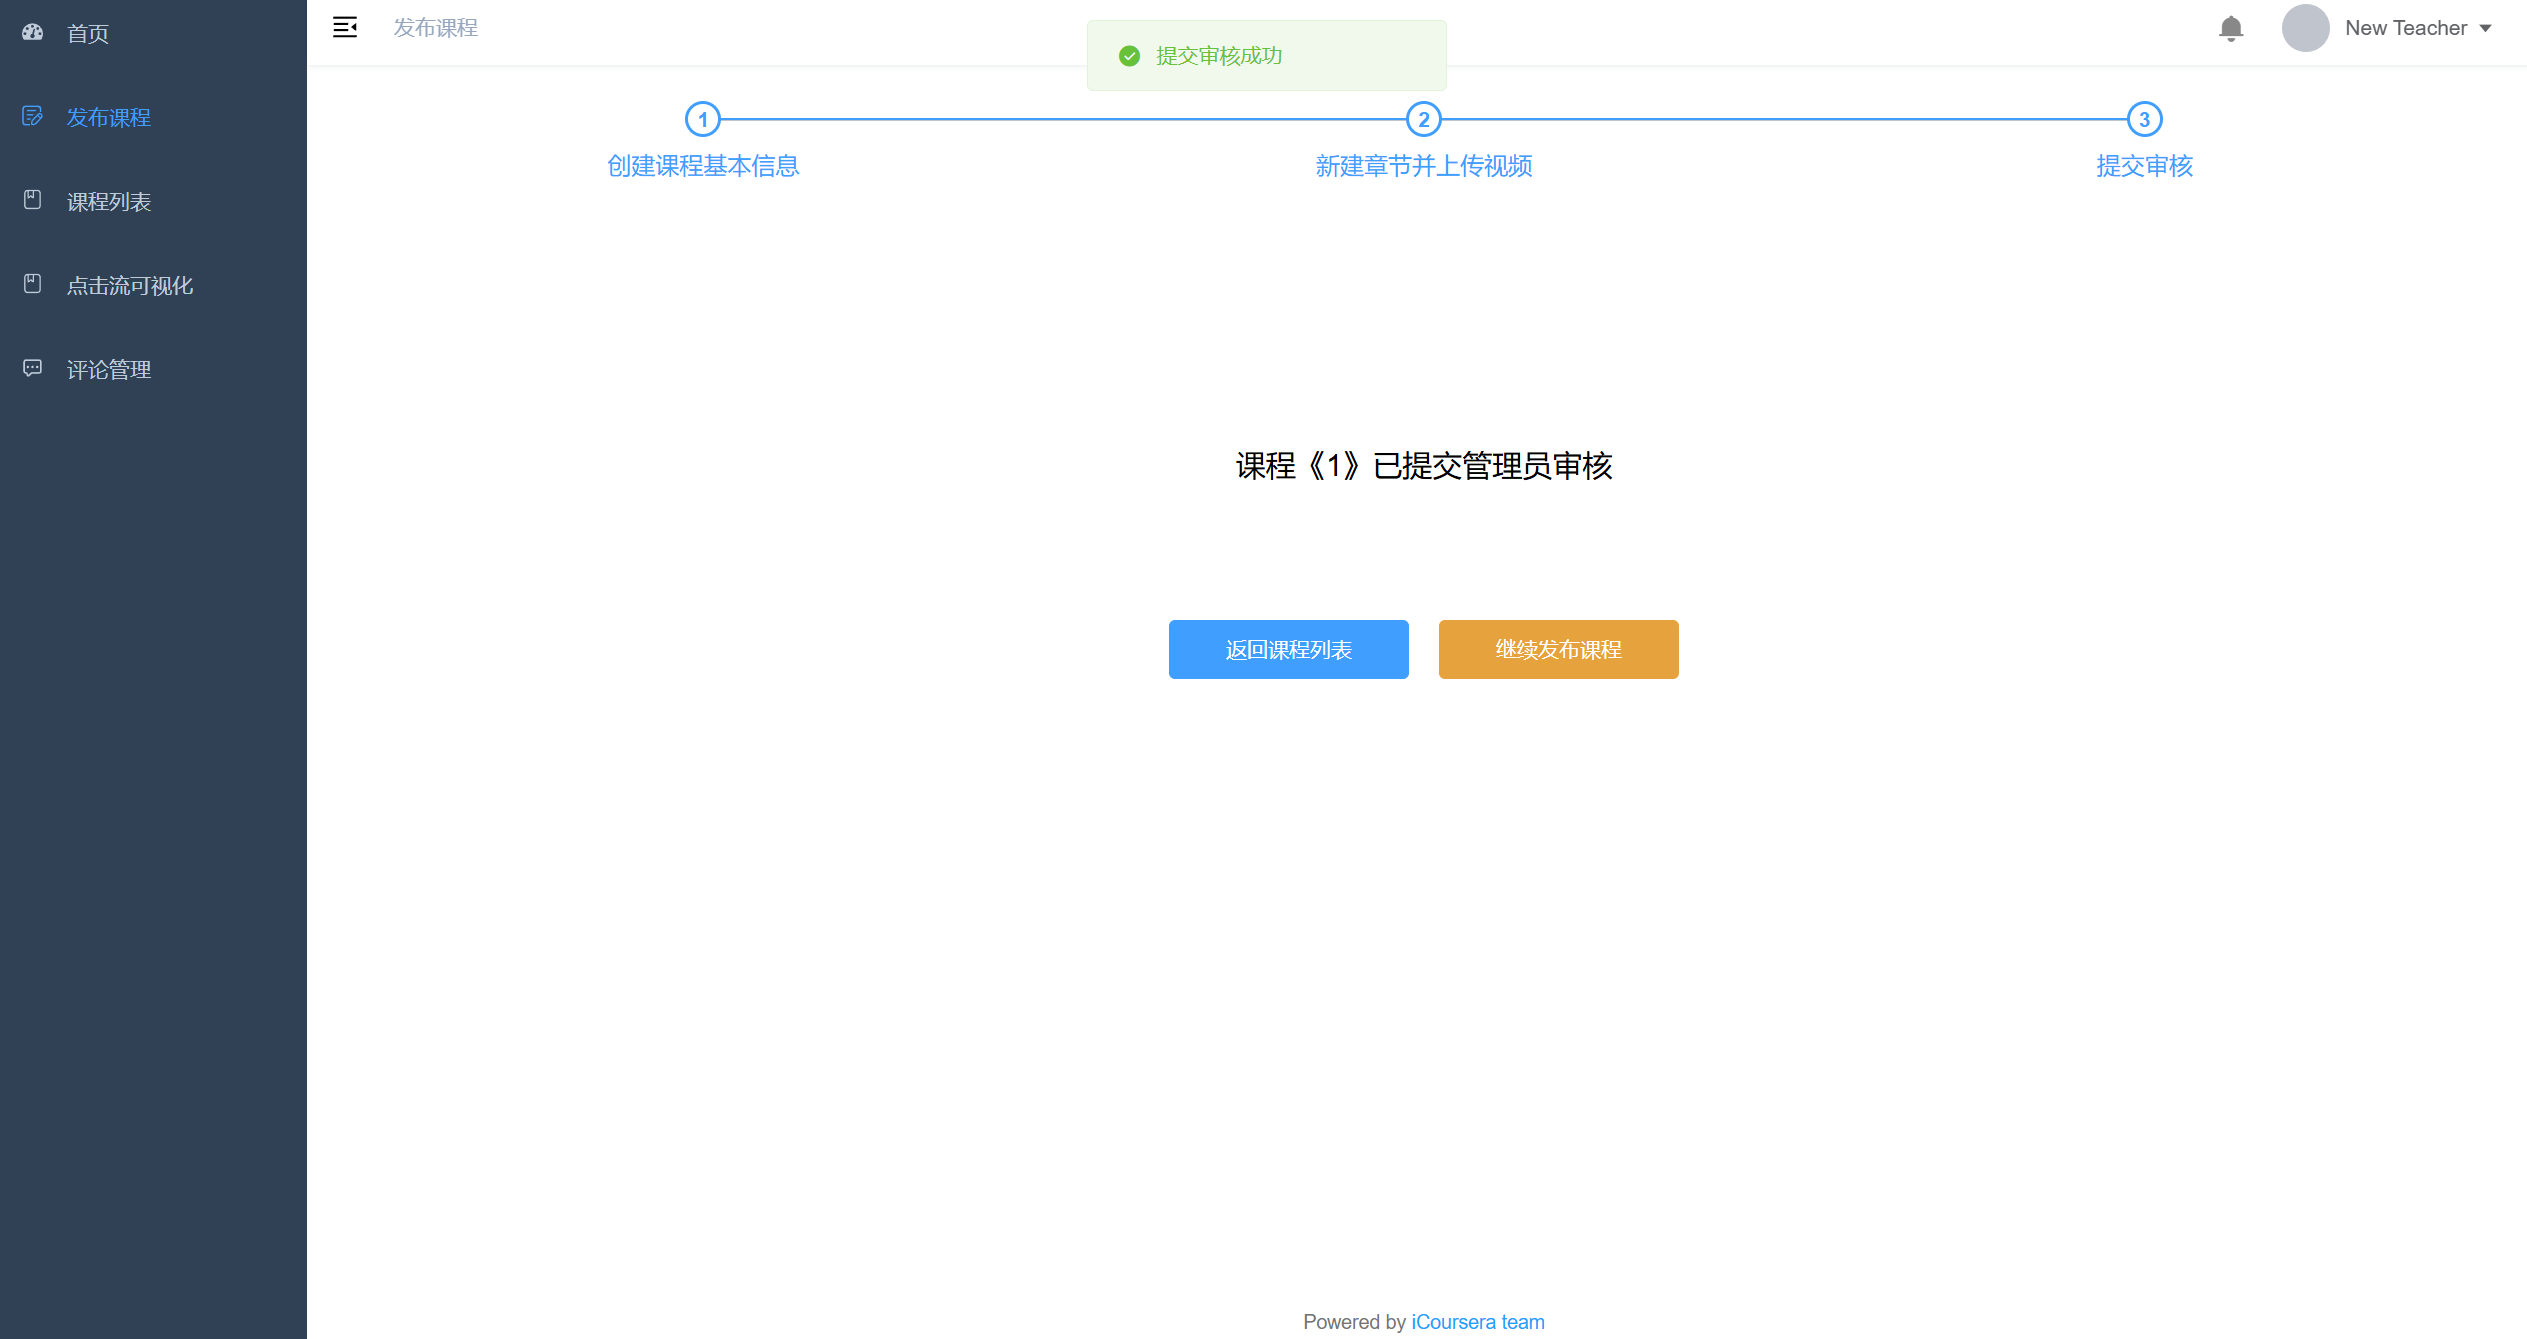 首页
发布课程
课程列表
点击流可视化
评论管理
发布课程
提交审核成功
New Teacher
1
2
3
创建课程基本信息
新建章节并上传视频
提交审核
课程《1》已提交管理员审核
返回课程列表
继续发布课程
Powered by iCoursera team